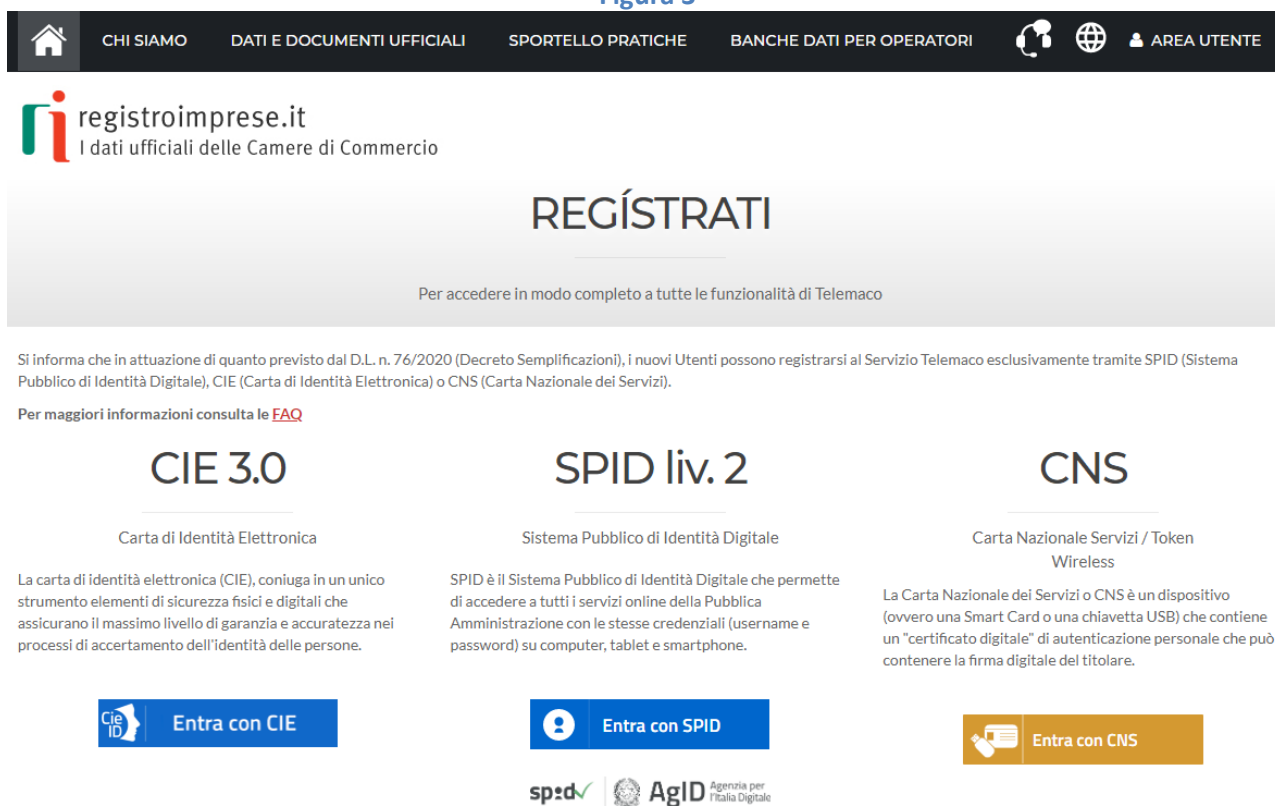 Figura 3
CHI SIAMO DATI E DOCUMENTI UFFICIALI SPORTELLO PRATICHE BANCHE DATI PER OPERATORI AREA UTENTE
registroimprese.it
I dati ufficiali delle Camere di Commercio
REGÍSTRATI
Per accedere in modo completo a tutte le funzionalità di Telemaco
Si informa che in attuazione di quanto previsto dal D.L. n. 76/2020 (Decreto Semplificazioni), i nuovi Utenti possono registrarsi al Servizio Telemaco esclusivamente tramite SPID (Sistema
Pubblico di Identità Digitale), CIE (Carta di Identità Elettronica) o CNS (Carta Nazionale dei Servizi).
Per maggiori informazioni consulta le FAQ
CIE 3.0
Carta di Identità Elettronica
La carta di identità elettronica (CIE), coniuga in un unico
strumento elementi di sicurezza fisici e digitali che
assicurano il massimo livello di garanzia e accuratezza nei
processi di accertamento dell'identità delle persone.
Cie ID Entra con CIE
SPID liv. 2
Sistema Pubblico di Identità Digitale
SPID è il Sistema Pubblico di Identità Digitale che permette
di accedere a tutti i servizi online della Pubblica
Amministrazione con le stesse credenziali (username e
password) su computer, tablet e smartphone.
Entra con SPID
spid AgID Agenzia per l'Italia Digitale
CNS
Carta Nazionale Servizi / Token
Wireless
La Carta Nazionale dei Servizi o CNS è un dispositivo
(ovvero una Smart Card o una chiavetta USB) che contiene
un "certificato digitale" di autenticazione personale che può
contenere la firma digitale del titolare.
Entra con CNS